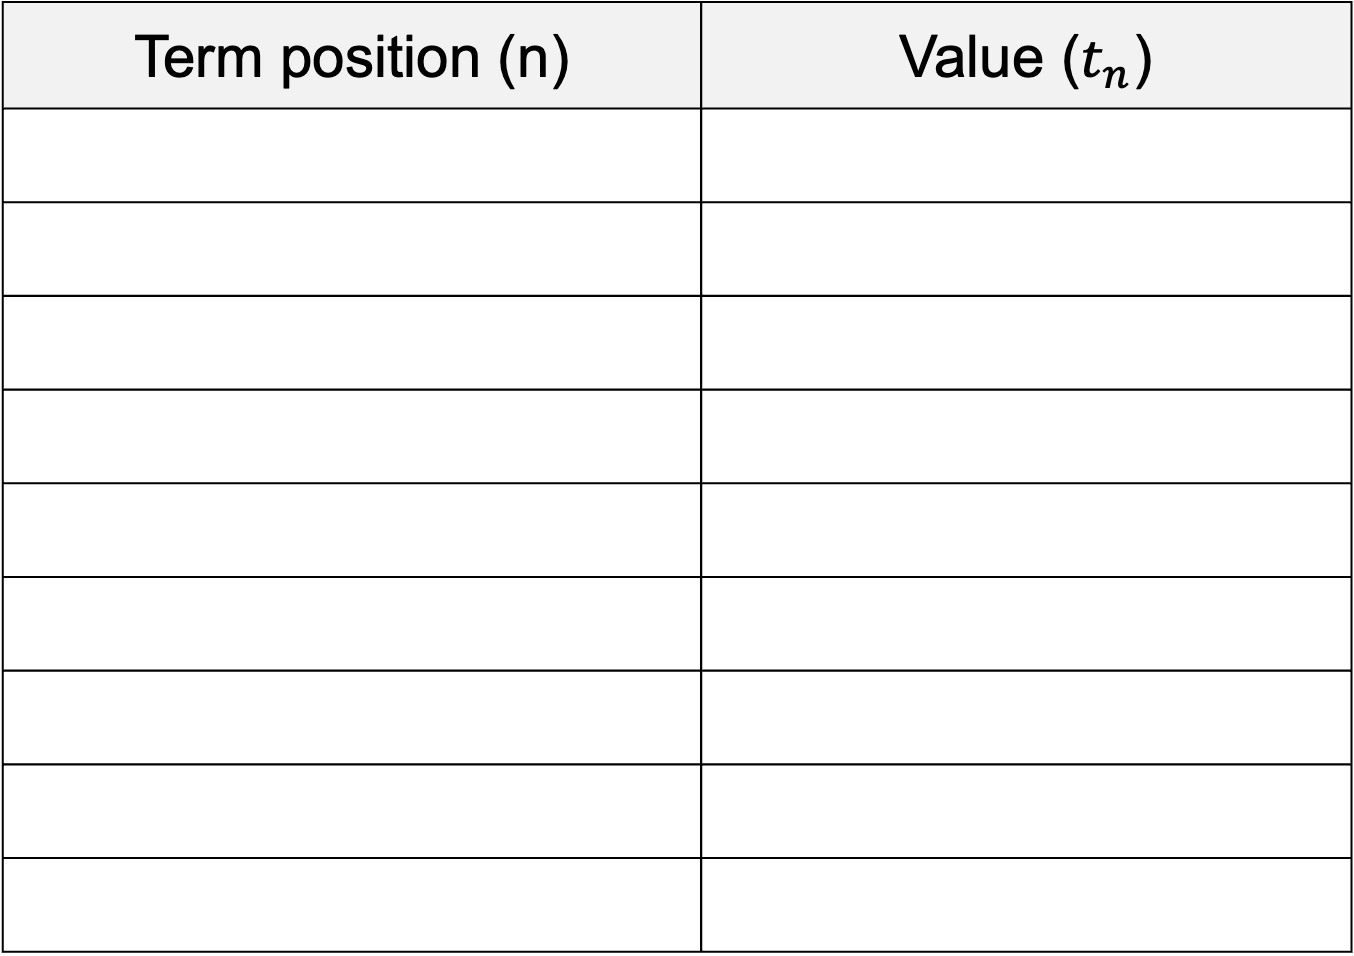 Term position (n)
Value (tₙ)